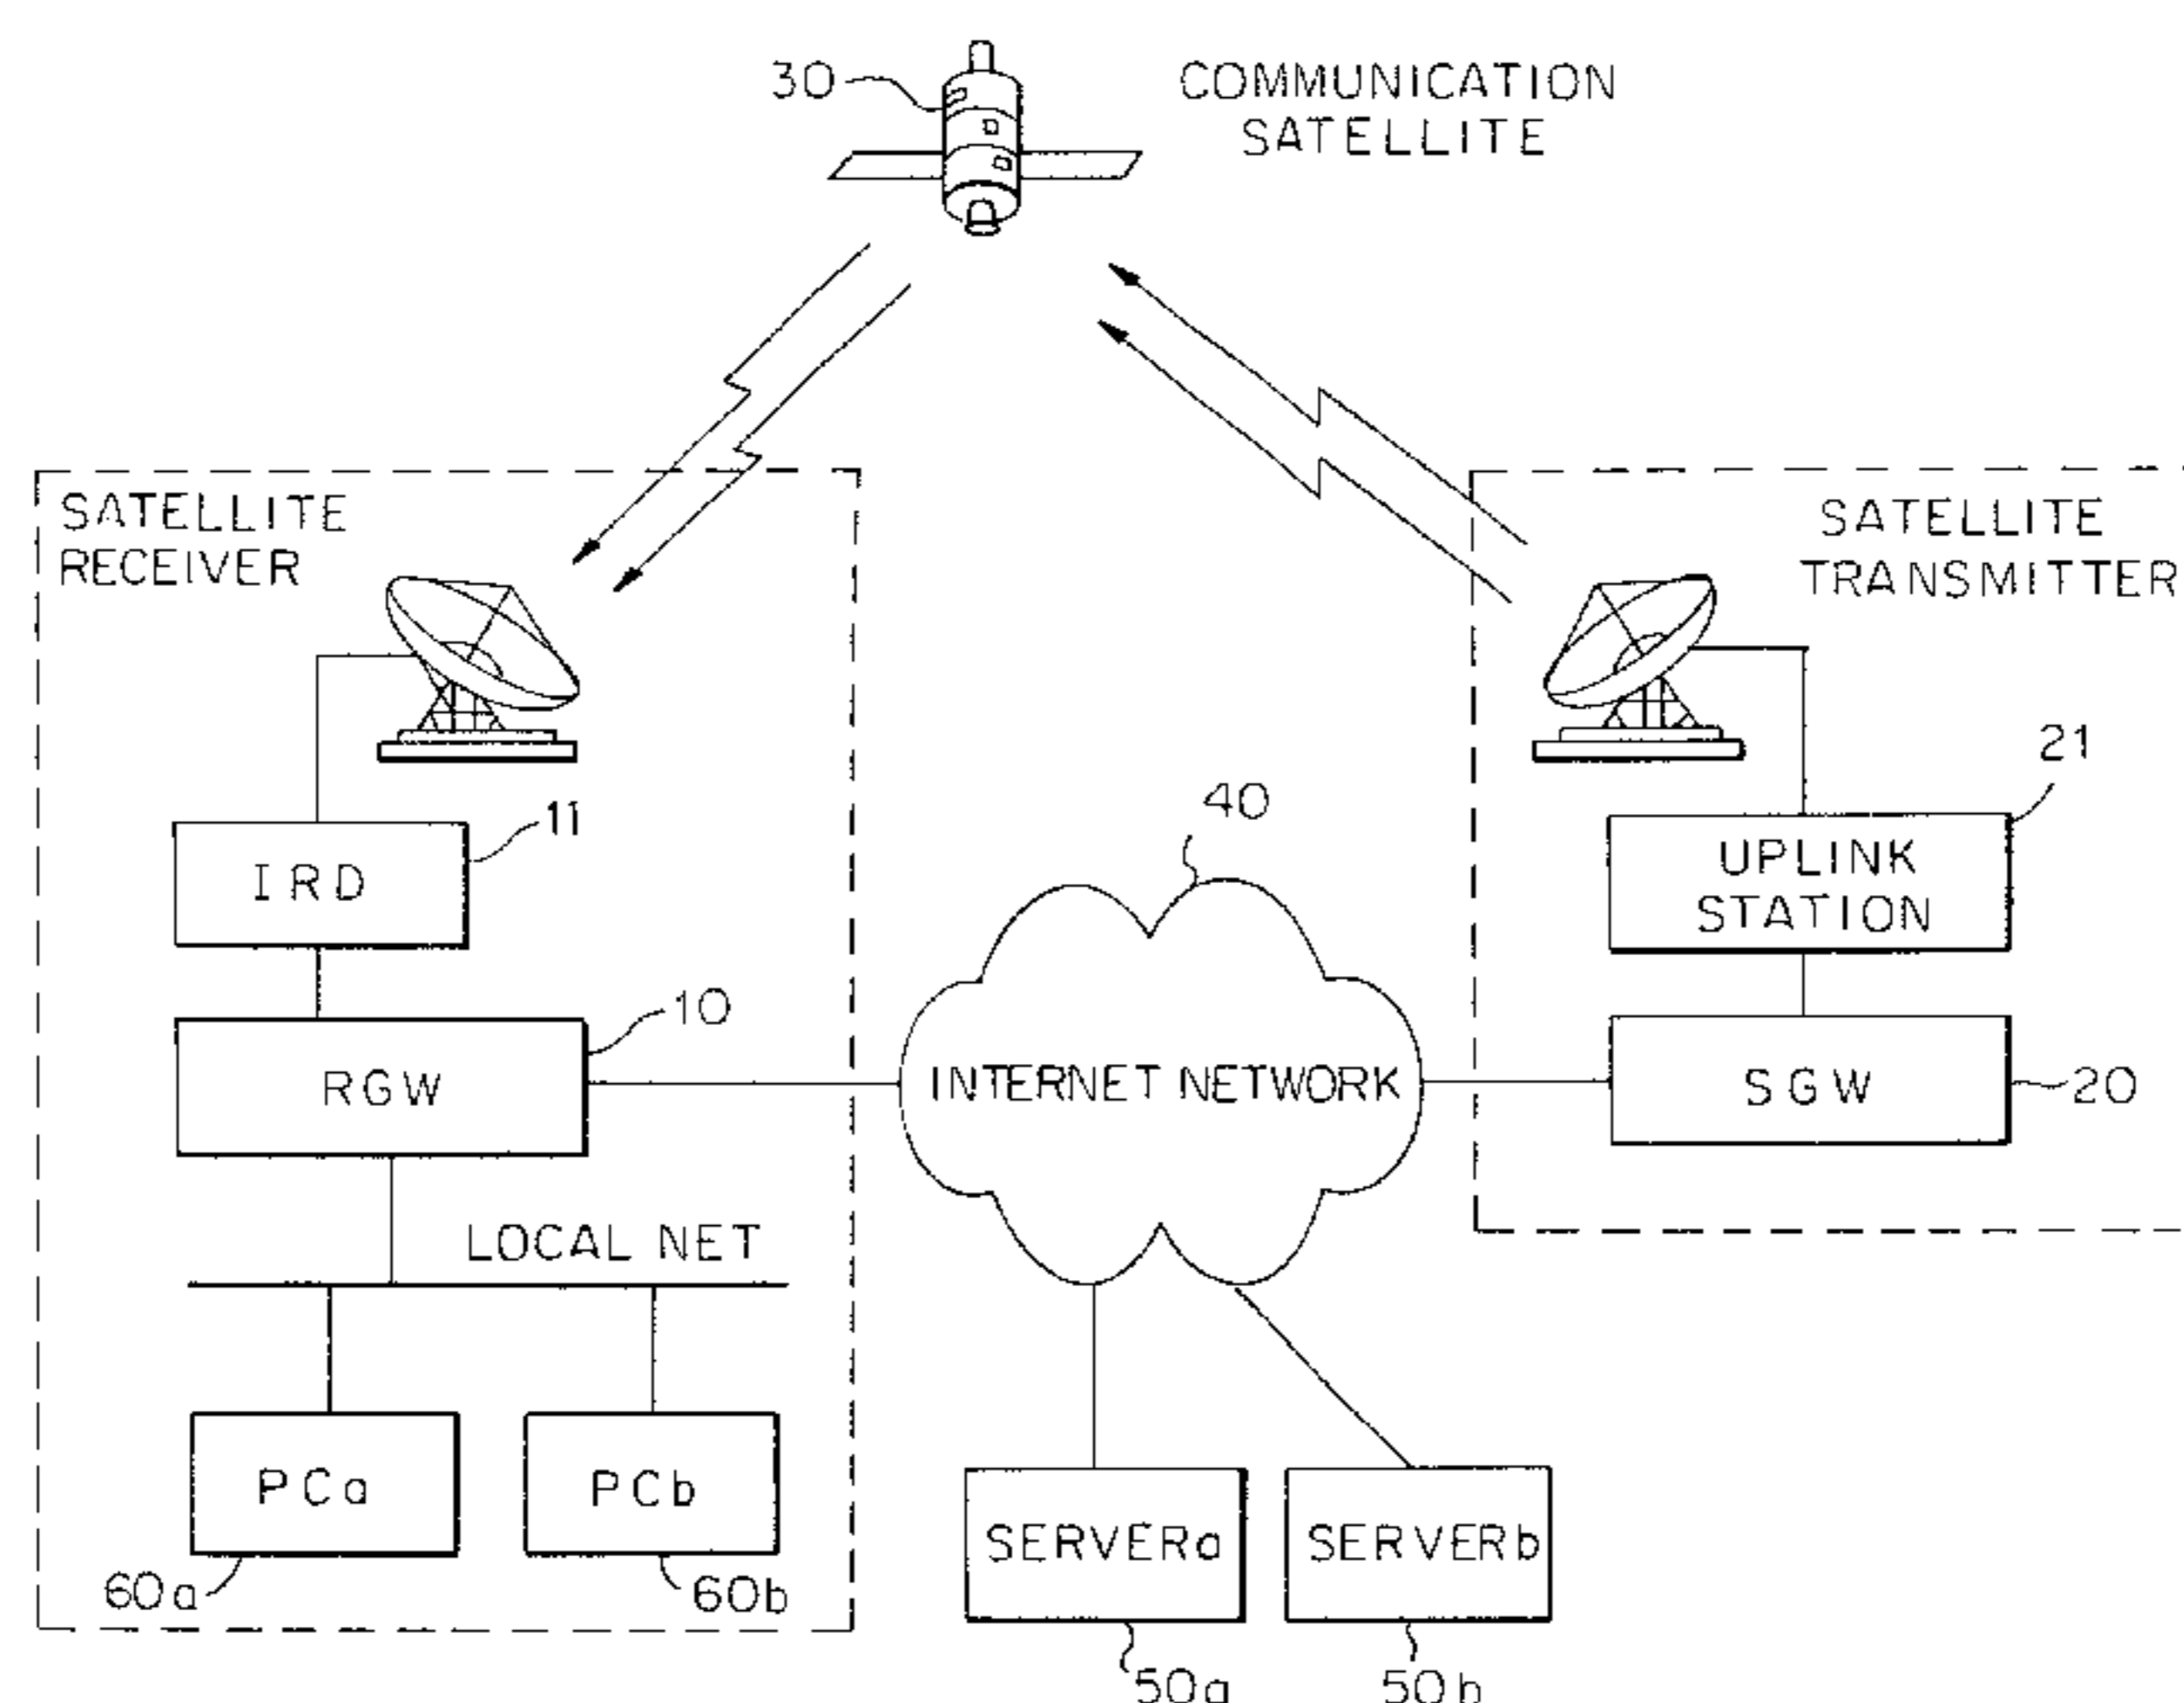 30
COMMUNICATION
SATELLITE
SATELLITE
RECEIVER
SATELLITE
TRANSMITTER
21
11
40
IRD
UPLINK
STATION
10
RGW
INTERNET NETWORK
SGW
20
LOCAL NET
PCa
PCb
SERVERa
SERVERb
60a
60b
50a
50b